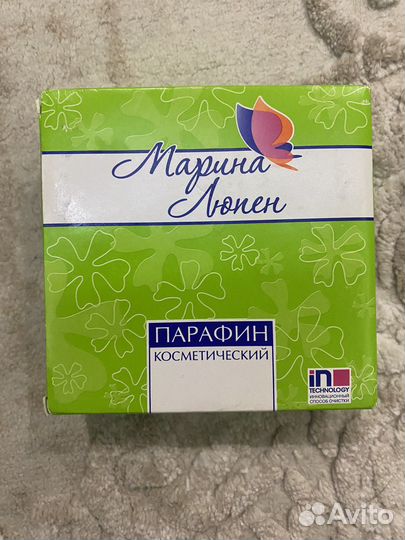 Марина
Люпен
ПАРАФИН
КОСМЕТИЧЕСКИЙ
in
TECHNOLOGY
ИННОВАЦИОННЫЙ
СПОСОБ ОЧИСТКИ
Avito